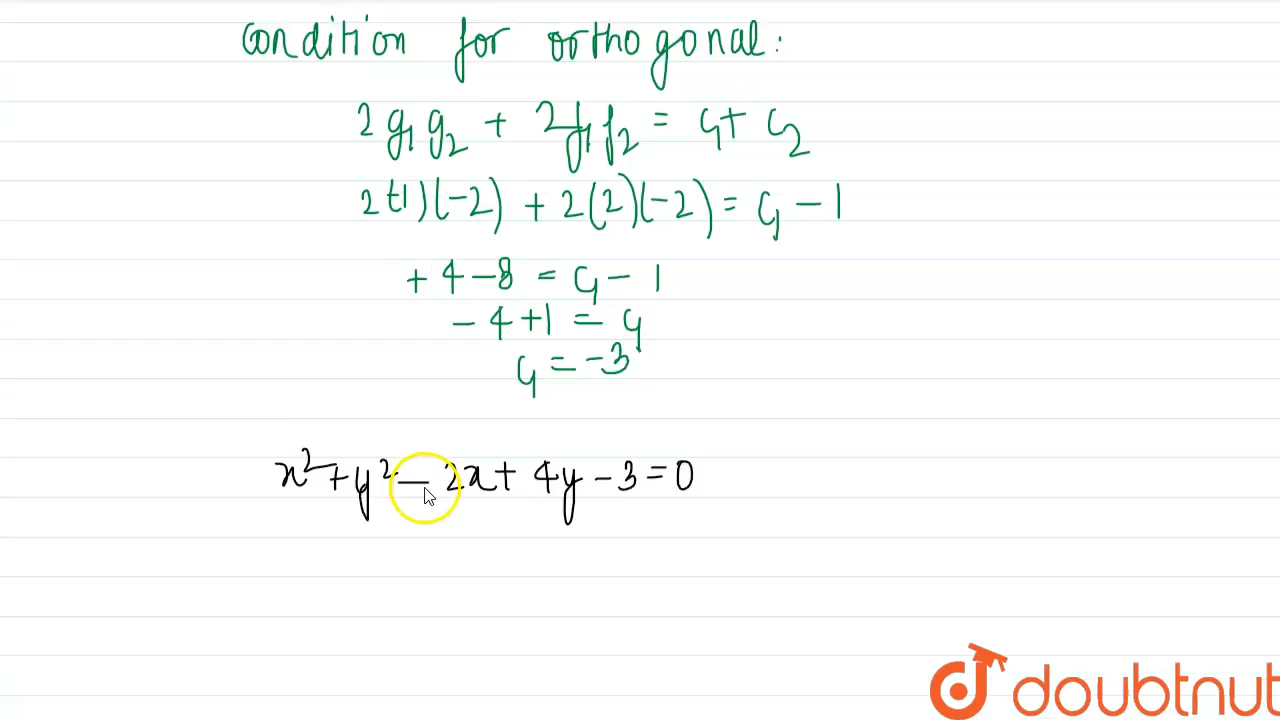 Condition for orthogonal:
2g₁g₂ + 2f₁f₂ = c₁ + c₂
2(-1)(-2) + 2(2)(-2) = c₁ - 1
+ 4 - 8 = c₁ - 1
- 4 + 1 = c₁
c₁ = -3
x² + y² - 2x + 4y - 3 = 0
doubtnut